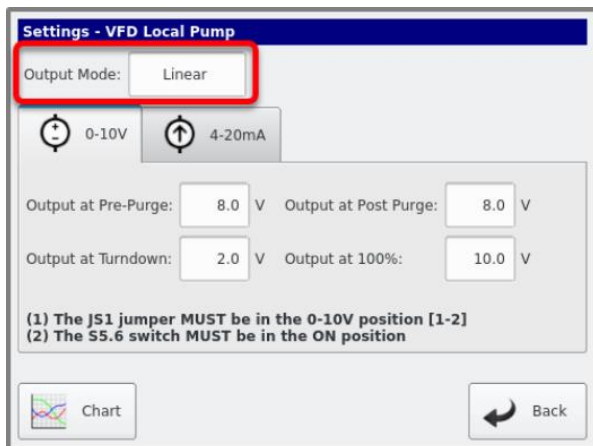 Settings - VFD Local Pump
Output Mode: Linear
0-10V 4-20mA
Output at Pre-Purge: 8.0 V Output at Post Purge: 8.0 V
Output at Turndown: 2.0 V Output at 100%: 10.0 V
(1) The JS1 jumper MUST be in the 0-10V position [1-2]
(2) The S5.6 switch MUST be in the ON position
Chart Back